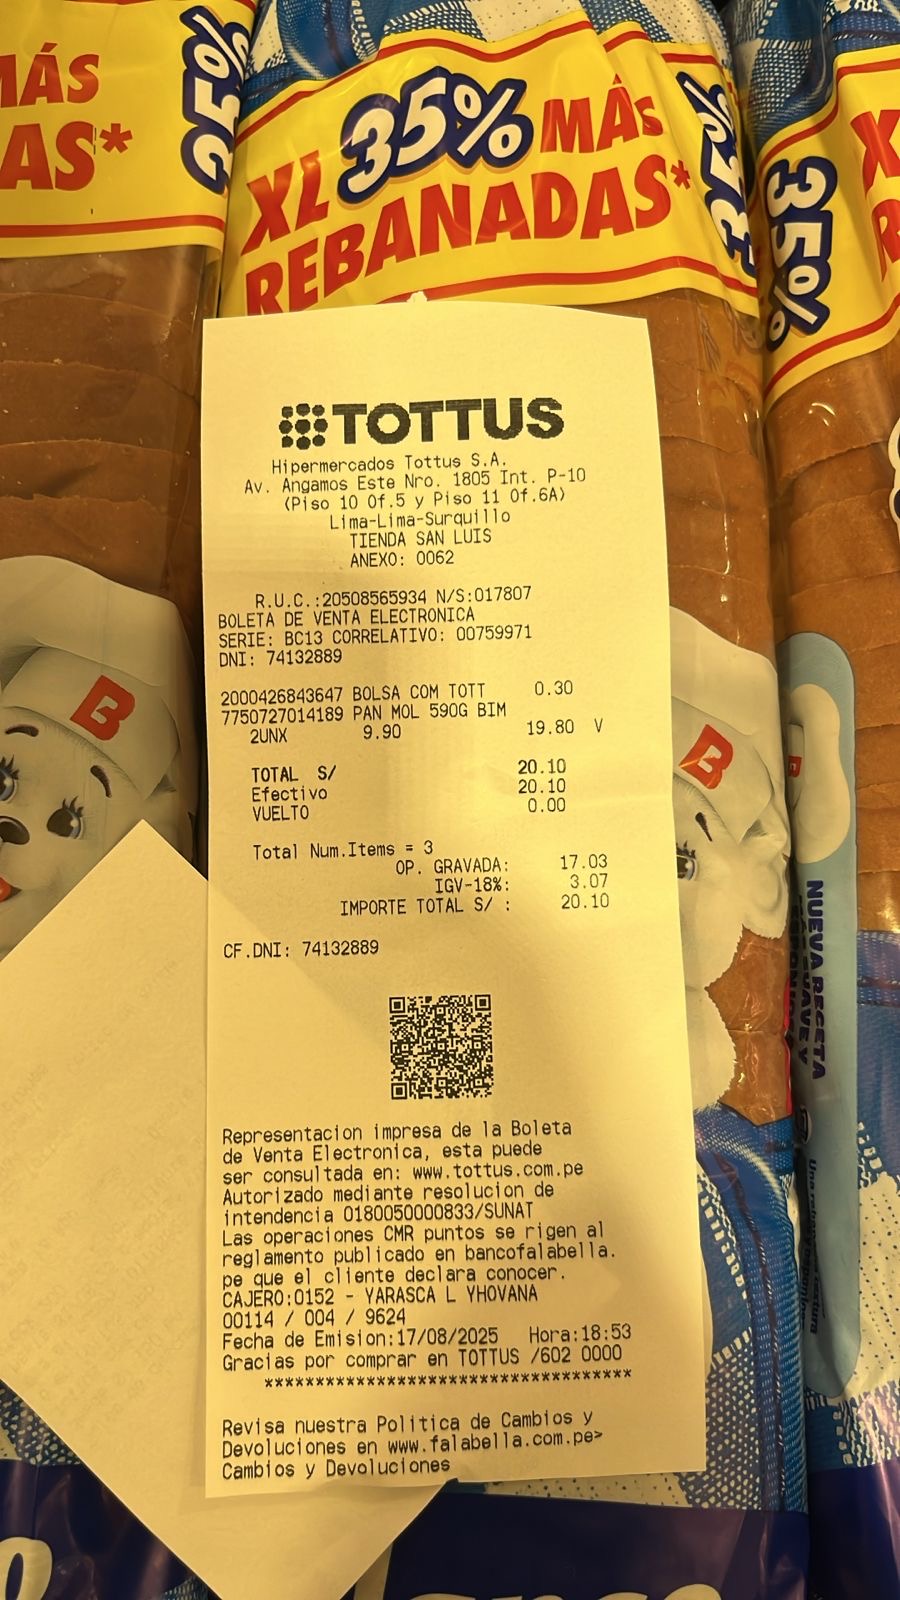 MÁS
AS*
25%
XL 35% MÁS
REBANADAS*
35%
35%
TOTTUS
Hipermercados Tottus S.A.
Av. Angamos Este Nro. 1805 Int. P-10
(Piso 10 Of.5 y Piso 11 Of.6A)
Lima-Lima-Surquillo
TIENDA SAN LUIS
ANEXO: 0062
R.U.C.:20508565934 N/S:017807
BOLETA DE VENTA ELECTRONICA
SERIE: BC13 CORRELATIVO: 00759971
DNI: 74132889
2000426843647 BOLSA COM TOTT 0.30
7750727014189 PAN MOL 590G BIM
2UNX 9.90 19.80 V
TOTAL S/ 20.10
Efectivo 20.10
VUELTO 0.00
Total Num.Items = 3
OP. GRAVADA: 17.03
IGV-18%: 3.07
IMPORTE TOTAL S/ : 20.10
CF.DNI: 74132889
Representacion impresa de la Boleta
de Venta Electronica, esta puede
ser consultada en: www.tottus.com.pe
Autorizado mediante resolucion de
intendencia 0180050000833/SUNAT
Las operaciones CMR puntos se rigen al
reglamento publicado en bancofalabella.
pe que el cliente declara conocer.
CAJERO:0152 - YARASCA L YHOVANA
00114 / 004 / 9624
Fecha de Emision:17/08/2025 Hora:18:53
Gracias por comprar en TOTTUS /602 0000
************************************
Revisa nuestra Politica de Cambios y
Devoluciones en www.falabella.com.pe>
Cambios y Devoluciones
B
B
NUEVA RECETA